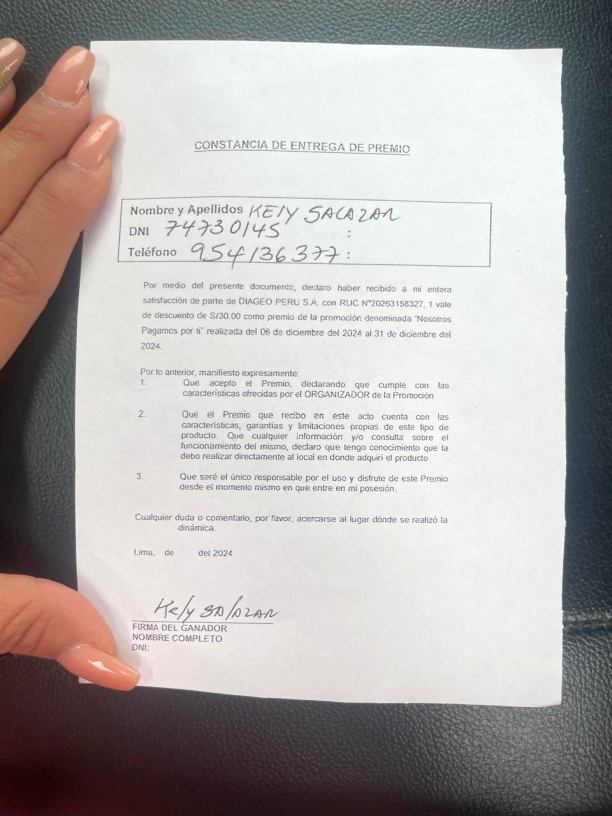 CONSTANCIA DE ENTREGA DE PREMIO
Nombre y Apellidos KELY SALAZAR
DNI 74730145 :
Teléfono 954136377 :
Por medio del presente documento, declaro haber recibido a mi entera
satisfacción de parte de DIAGEO PERU S.A. con RUC N°20263158327, 1 vale
de descuento de S/30.00 como premio de la promoción denominada "Nosotros
Pagamos por ti" realizada del 06 de diciembre del 2024 al 31 de diciembre del
2024.
Por lo anterior, manifiesto expresamente:
1. Que acepto el Premio, declarando que cumple con las
características ofrecidas por el ORGANIZADOR de la Promoción
2. Que el Premio que recibo en este acto cuenta con las
características, garantías y limitaciones propias de este tipo de
producto. Que cualquier información y/o consulta sobre el
funcionamiento del mismo, declaro que tengo conocimiento que la
debo realizar directamente al local en donde adquirí el producto
3. Que seré el único responsable por el uso y disfrute de este Premio
desde el momento mismo en que entre en mi posesión.
Cualquier duda o comentario, por favor, acercarse al lugar dónde se realizó la
dinámica.
Lima, de del 2024
Kely SALAZAR
FIRMA DEL GANADOR
NOMBRE COMPLETO
DNI: